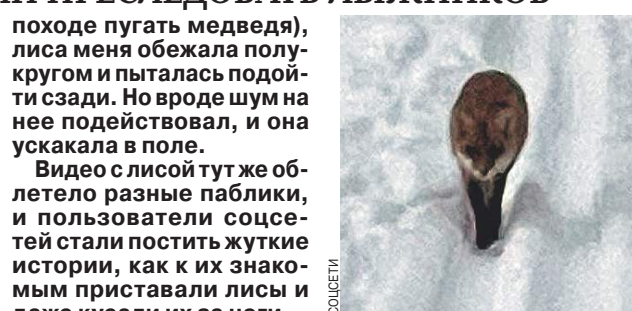 походе пугать медведя),
лиса меня обежала полу-
кругом и пыталась подой-
ти сзади. Но вроде шум на
нее подействовал, и она
ускакала в поле.
Видео с лисой тут же об-
летело разные паблики,
и пользователи соцсе-
тей стали постить жуткие
истории, как к их знако-
мым приставали лисы и
СОЦСЕТИ